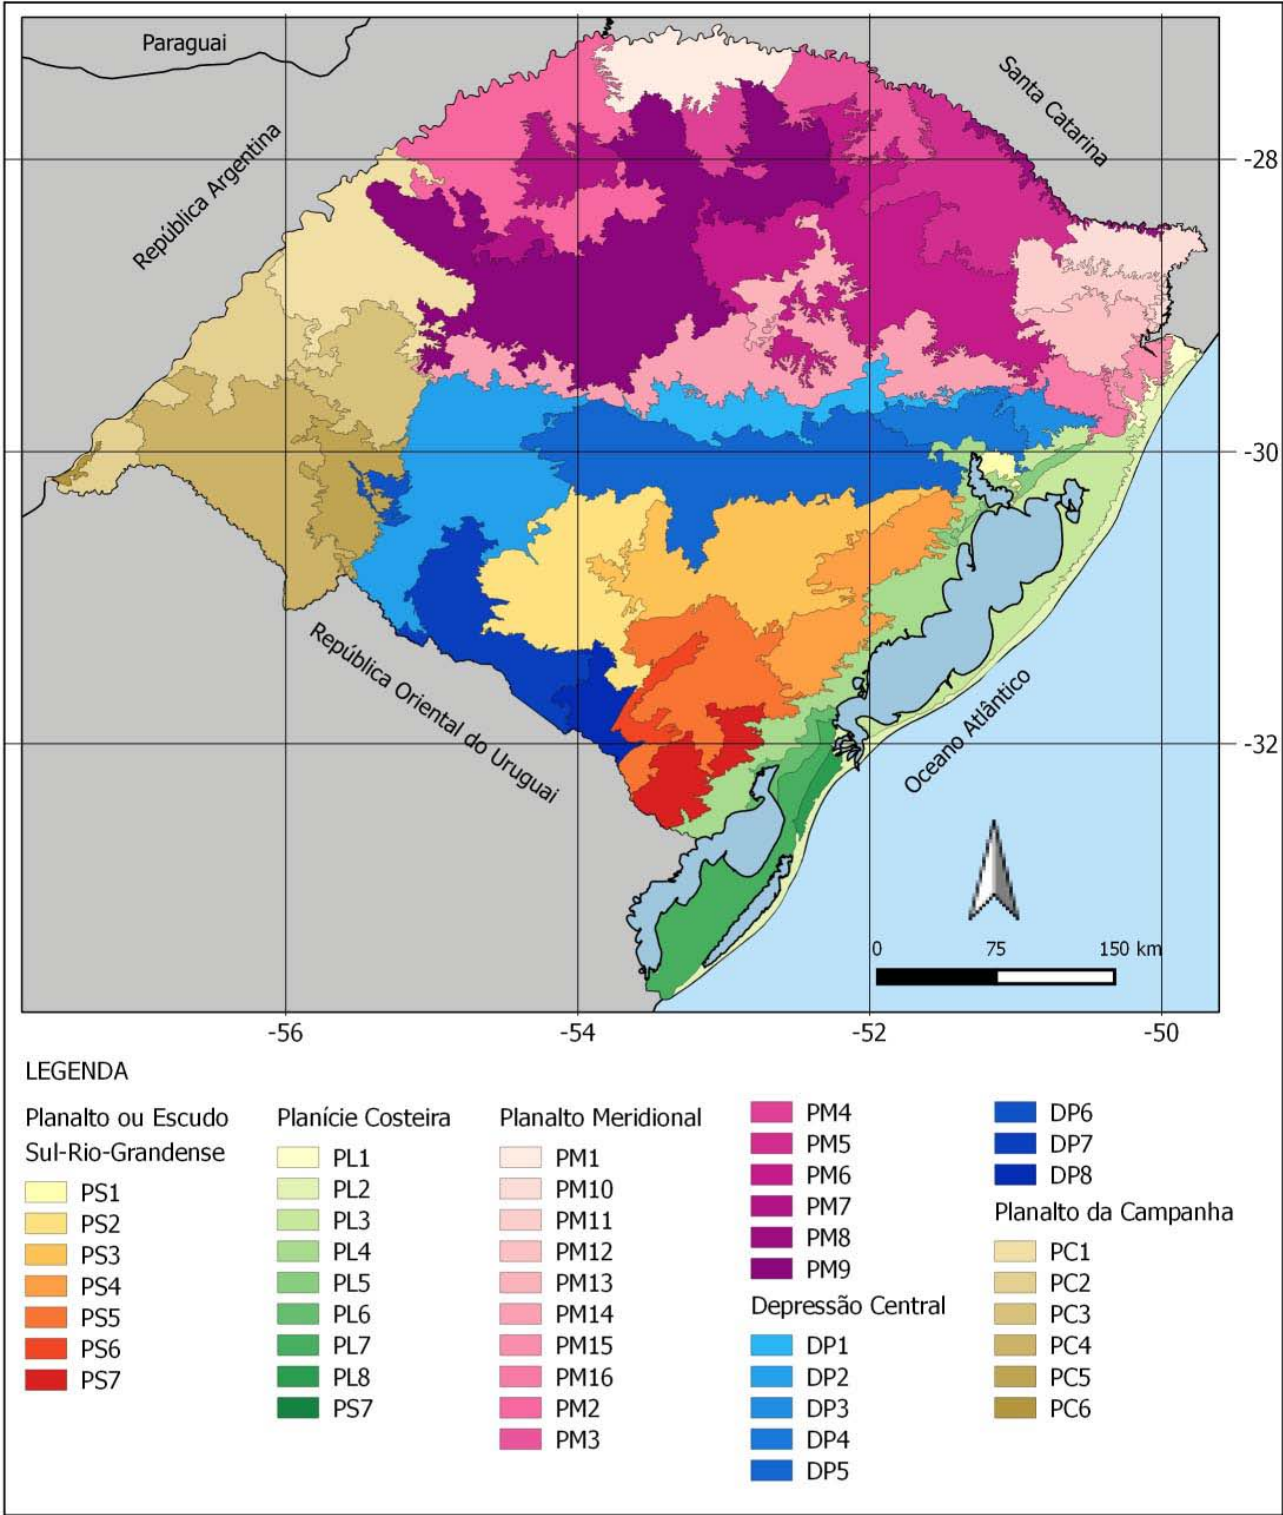 Paraguai
Santa Catarina
República Argentina
-28
-30
República Oriental do Uruguai
Oceano Atlântico
-32
0 75 150 km
-56 -54 -52 -50
LEGENDA
Planalto ou Escudo
Sul-Rio-Grandense
PS1
PS2
PS3
PS4
PS5
PS6
PS7
Planície Costeira
PL1
PL2
PL3
PL4
PL5
PL6
PL7
PL8
PS7
Planalto Meridional
PM1
PM10
PM11
PM12
PM13
PM14
PM15
PM16
PM2
PM3
PM4
PM5
PM6
PM7
PM8
PM9
Depressão Central
DP1
DP2
DP3
DP4
DP5
DP6
DP7
DP8
Planalto da Campanha
PC1
PC2
PC3
PC4
PC5
PC6